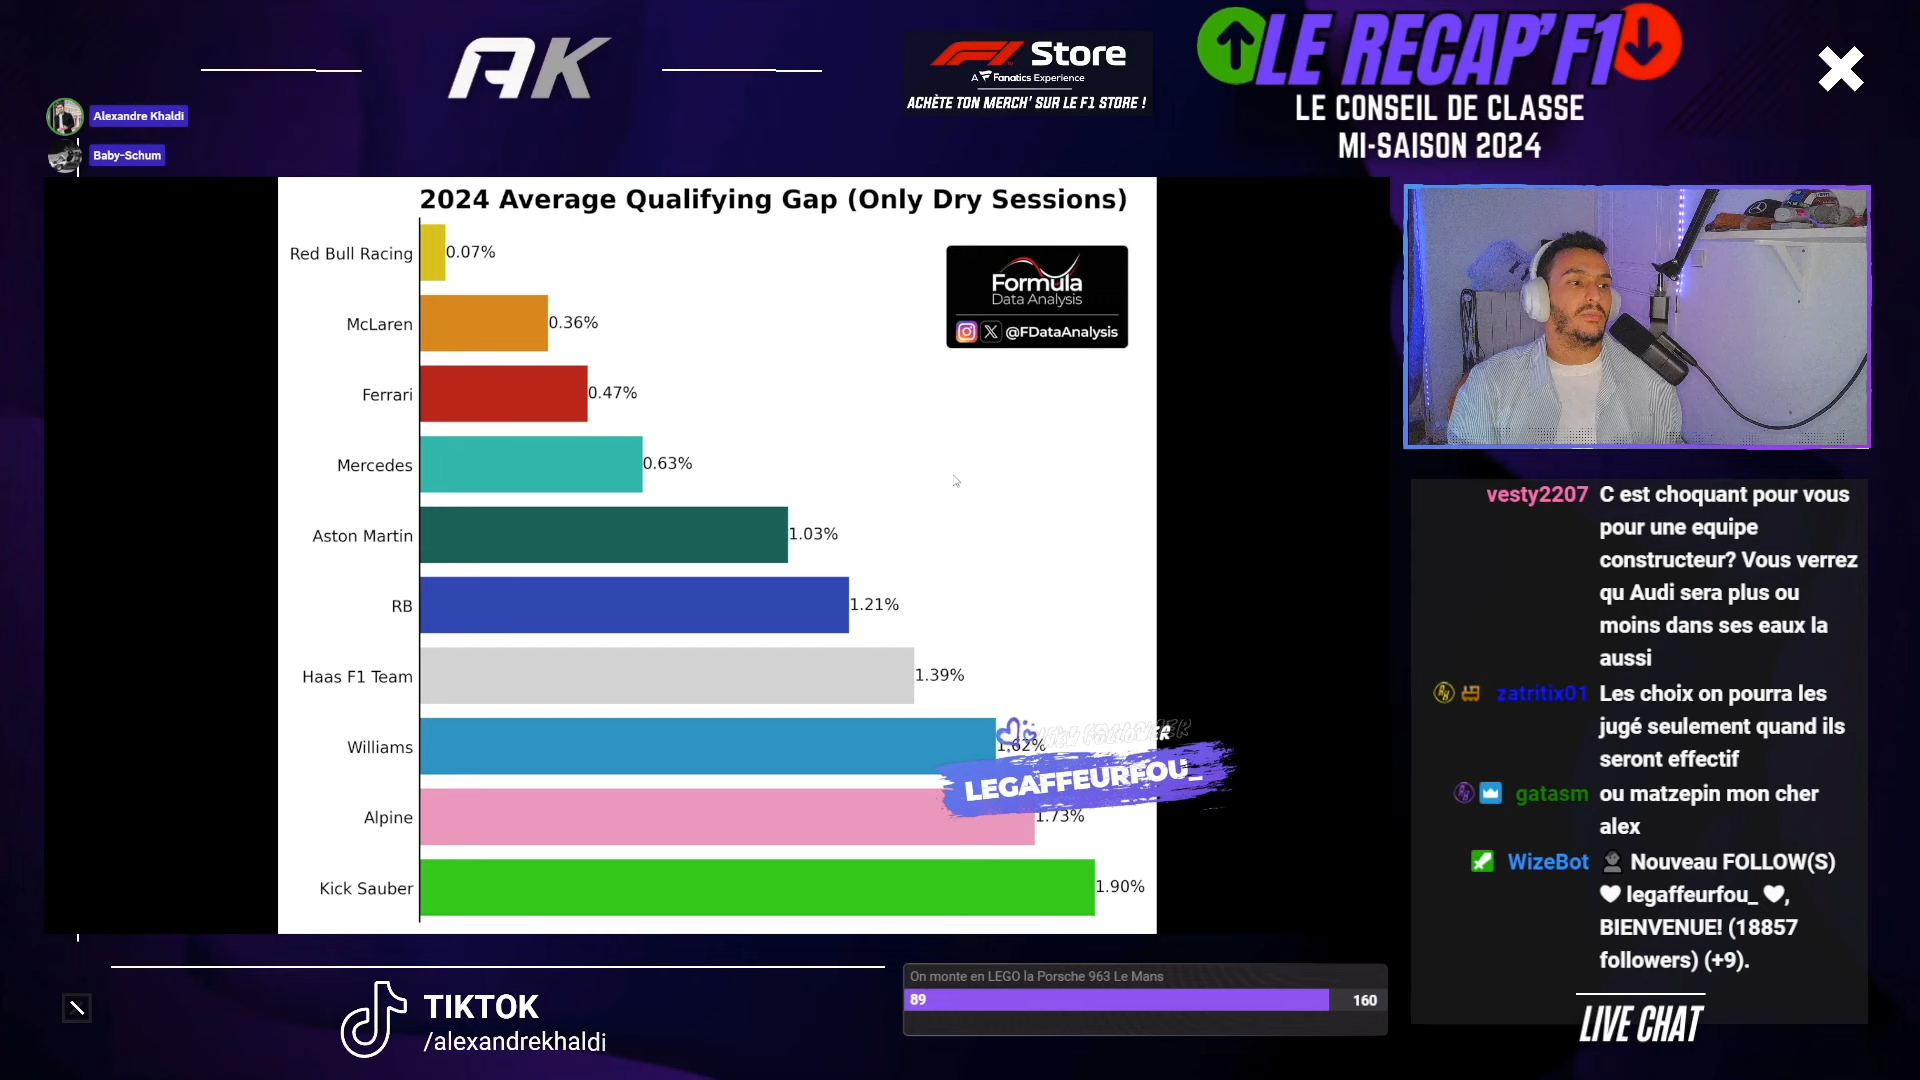 AK
F1 Store
A Fanatics Experience
ACHÈTE TON MERCH' SUR LE F1 STORE !
LE RECAP'F1
LE CONSEIL DE CLASSE
MI-SAISON 2024
Alexandre Khaldi
Baby-Schum
2024 Average Qualifying Gap (Only Dry Sessions)
Red Bull Racing 0.07%
McLaren 0.36%
Ferrari 0.47%
Mercedes 0.63%
Aston Martin 1.03%
RB 1.21%
Haas F1 Team 1.39%
Williams 1.62%
Alpine 1.73%
Kick Sauber 1.90%
Formula
Data Analysis
@FDataAnalysis
NEW FOLLOWER
LEGAFFEURFOU_
vesty2207 C est choquant pour vous
pour une equipe
constructeur? Vous verrez
qu Audi sera plus ou
moins dans ses eaux la
aussi
zatritix01 Les choix on pourra les
jugé seulement quand ils
seront effectif
gatasm ou matzepin mon cher
alex
WizeBot Nouveau FOLLOW(S)
legaffeurfou_ ,
BIENVENUE! (18857
followers) (+9).
LIVE CHAT
TIKTOK
/alexandrekhaldi
On monte en LEGO la Porsche 963 Le Mans
89 160